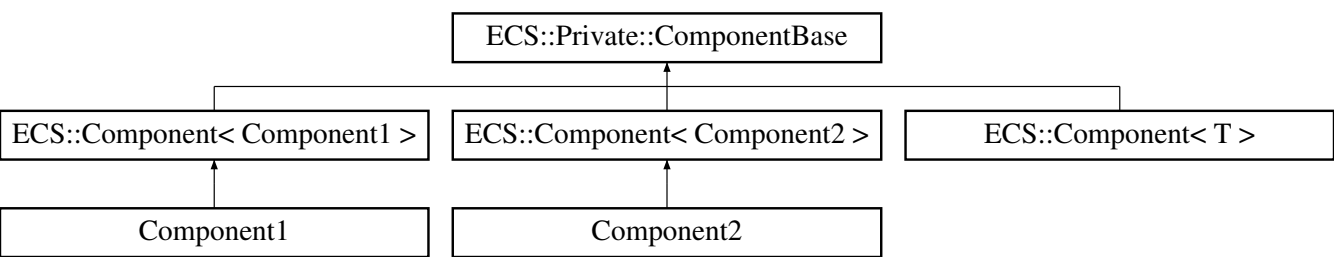 ECS::Private::ComponentBase
ECS::Component< Component1 >
ECS::Component< Component2 >
ECS::Component< T >
Component1
Component2